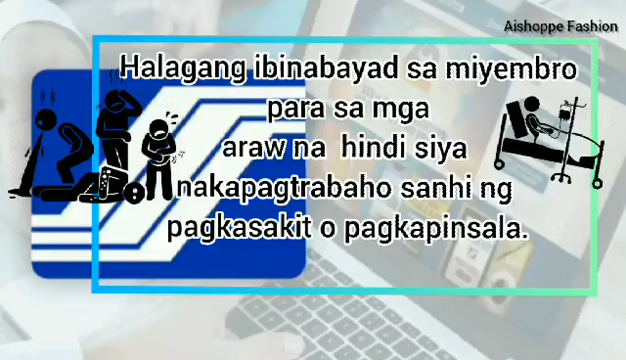 Aishoppe Fashion
Halagang ibinabayad sa miyembro
para sa mga
araw na hindi siya
nakapagtrabaho sanhi ng
pagkasakit o pagkapinsala.